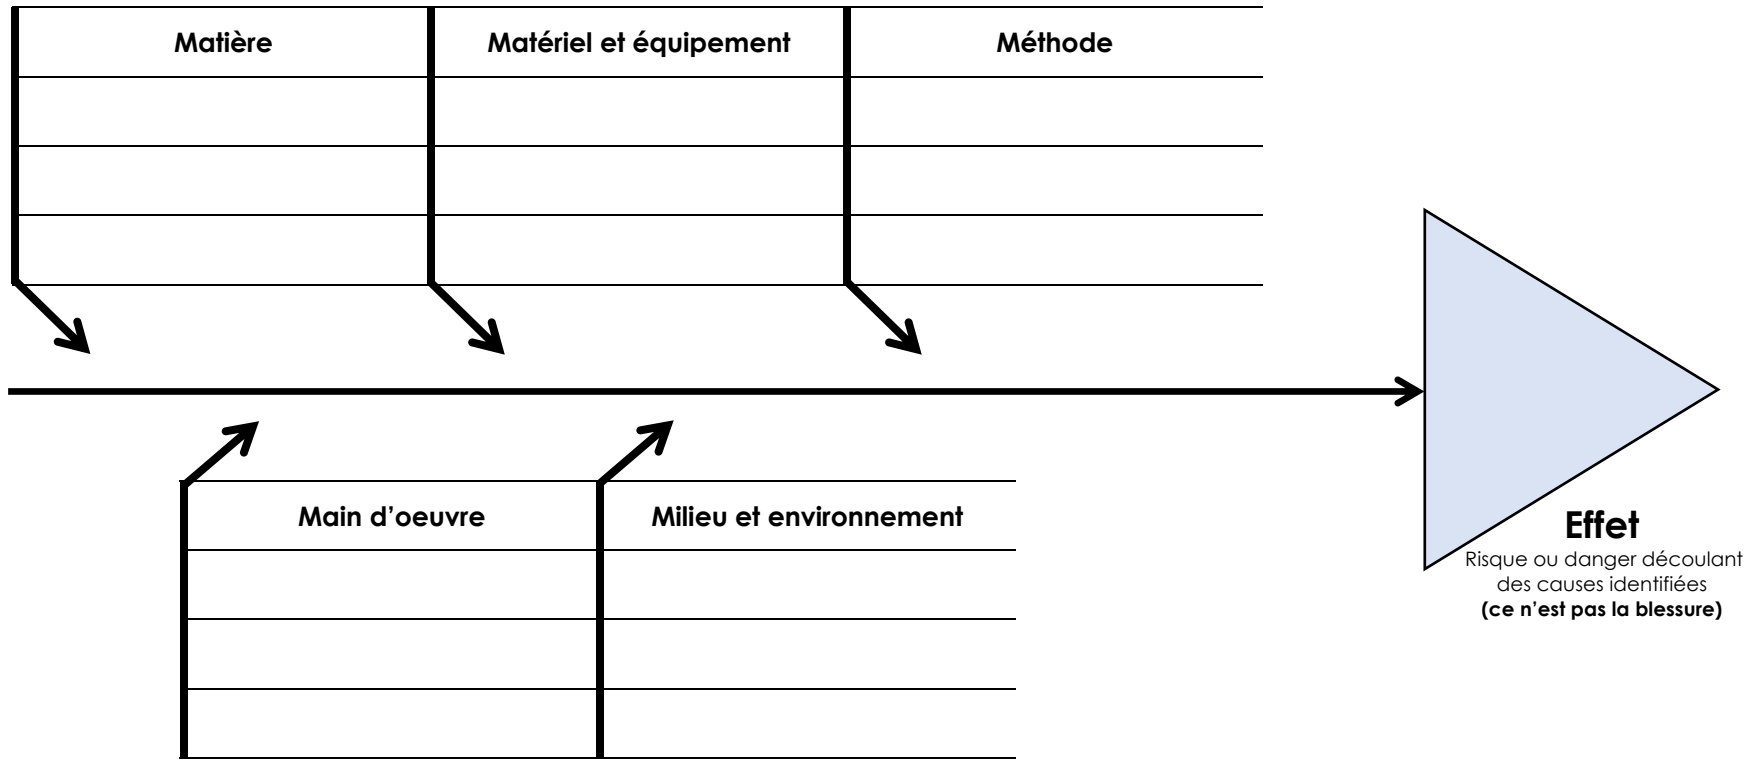 Matière
Matériel et équipement
Méthode
Main d'oeuvre
Milieu et environnement
Effet
Risque ou danger découlant
des causes identifiées
(ce n'est pas la blessure)